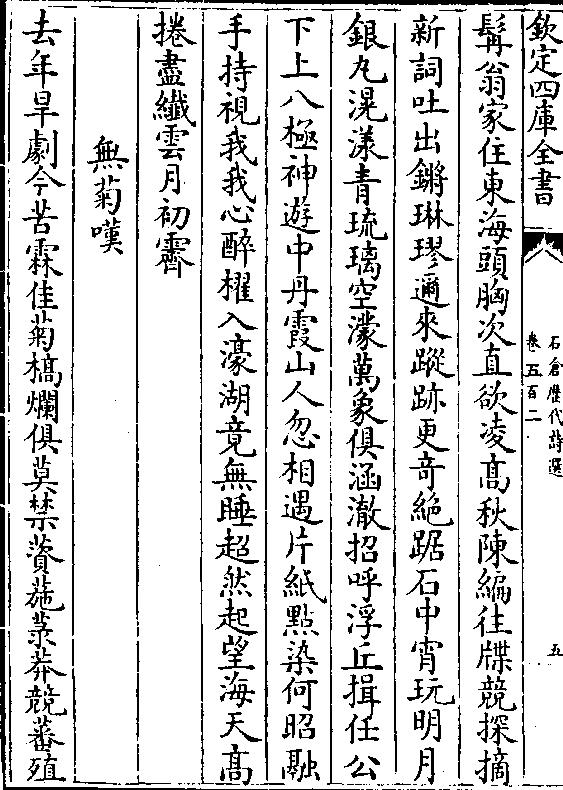 欽定四庫全書
石倉歷代詩選
卷五百二
五
髯翁家住東海頭胸次直欲凌髙秋陳編往牒競探摘
新詞吐出鏘琳璆邇來蹤跡更奇絶踞石中宵玩明月
銀丸滉漾青琉璃空濛萬象俱涵澈招呼浮丘揖任公
下上八極神遊中丹霞山人忽相遇片紙點染何昭融
手持視我我心醉櫂入濠湖竟無睡超然起望海天髙
捲盡纎雲月初霽
無菊嘆
去年旱劇今苦霖佳菊槁爛俱莫禁薋葹菉莽競蕃殖